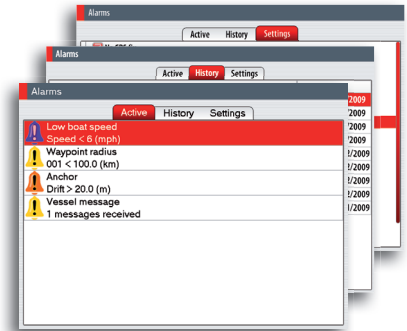 Alarms
Active History Settings
Alarms
Active History Settings
/2009
/2009
/2009
/2009
2/2009
2/2009
2/2009
2/2009
1/2009
Alarms
Active History Settings
Low boat speed
Speed < 6 (mph)
Waypoint radius
001 < 100.0 (km)
Anchor
Drift > 20.0 (m)
Vessel message
1 messages received